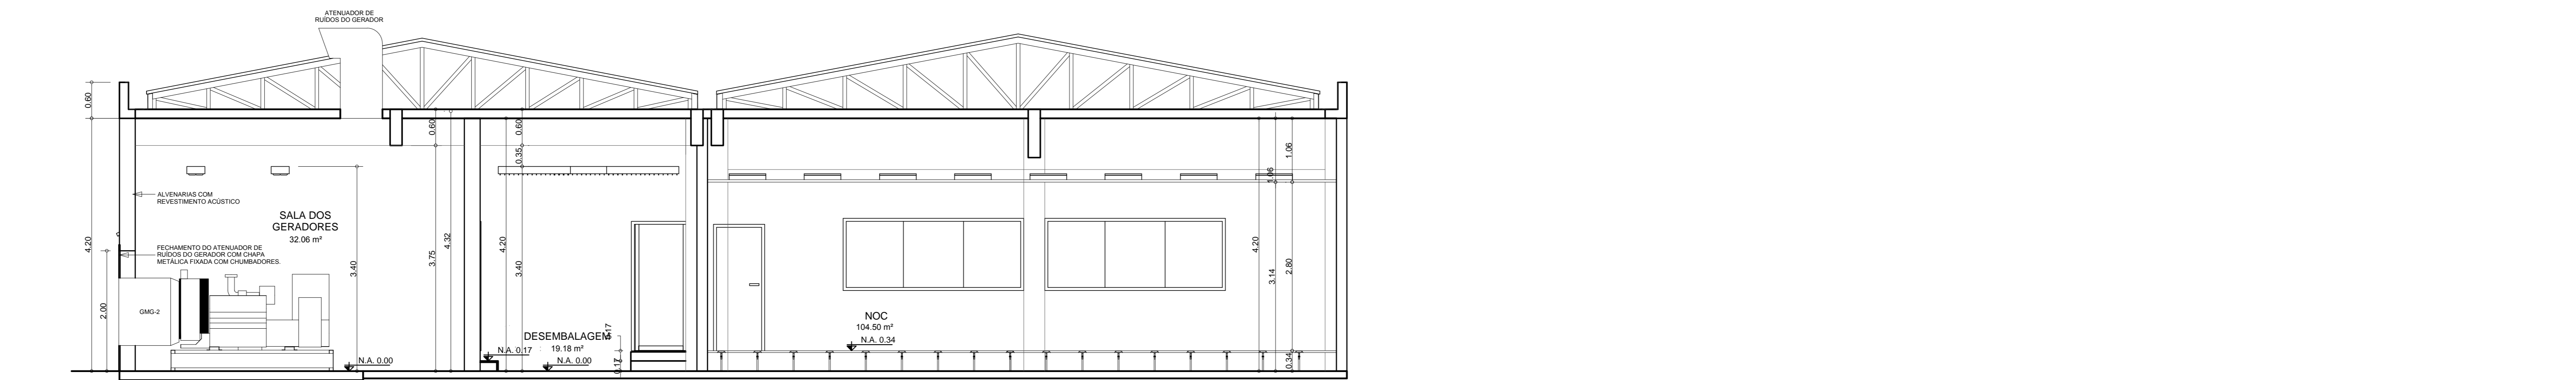 ATENUADOR DE
RUÍDOS DO GERADOR
0.60
4.20
2.00
ALVENARIAS COM
REVESTIMENTO ACÚSTICO
SALA DOS
GERADORES
32.06 m²
FECHAMENTO DO ATENUADOR DE
RUÍDOS DO GERADOR COM CHAPA
METÁLICA FIXADA COM CHUMBADORES.
GMG-2
N.A. 0.00
3.40
0.60
3.75
4.32
4.20
0.60
0.35
3.40
N.A. 0.17
DESEMBALAGEM
19.18 m²
N.A. 0.00
0.17
0.17
NOC
104.50 m²
N.A. 0.34
4.20
1.06
3.14
1.06
2.80
0.34